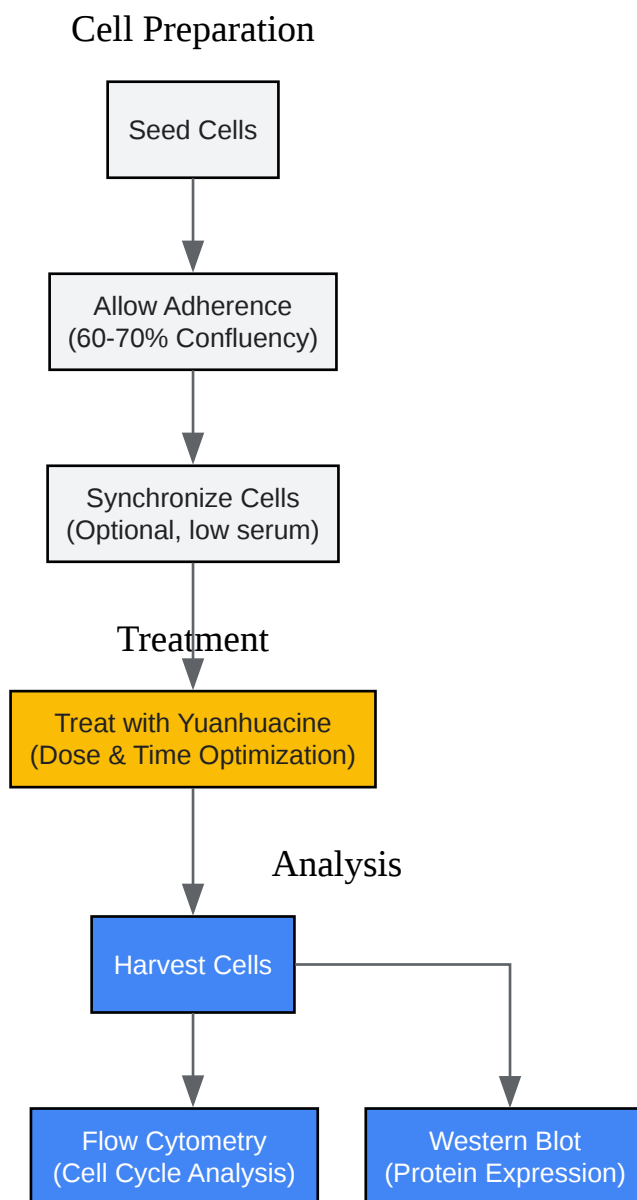 Cell Preparation
Seed Cells
Allow Adherence
(60-70% Confluency)
Synchronize Cells
(Optional, low serum)
Treatment
Treat with Yuanhuacine
(Dose & Time Optimization)
Analysis
Harvest Cells
Flow Cytometry
(Cell Cycle Analysis)
Western Blot
(Protein Expression)